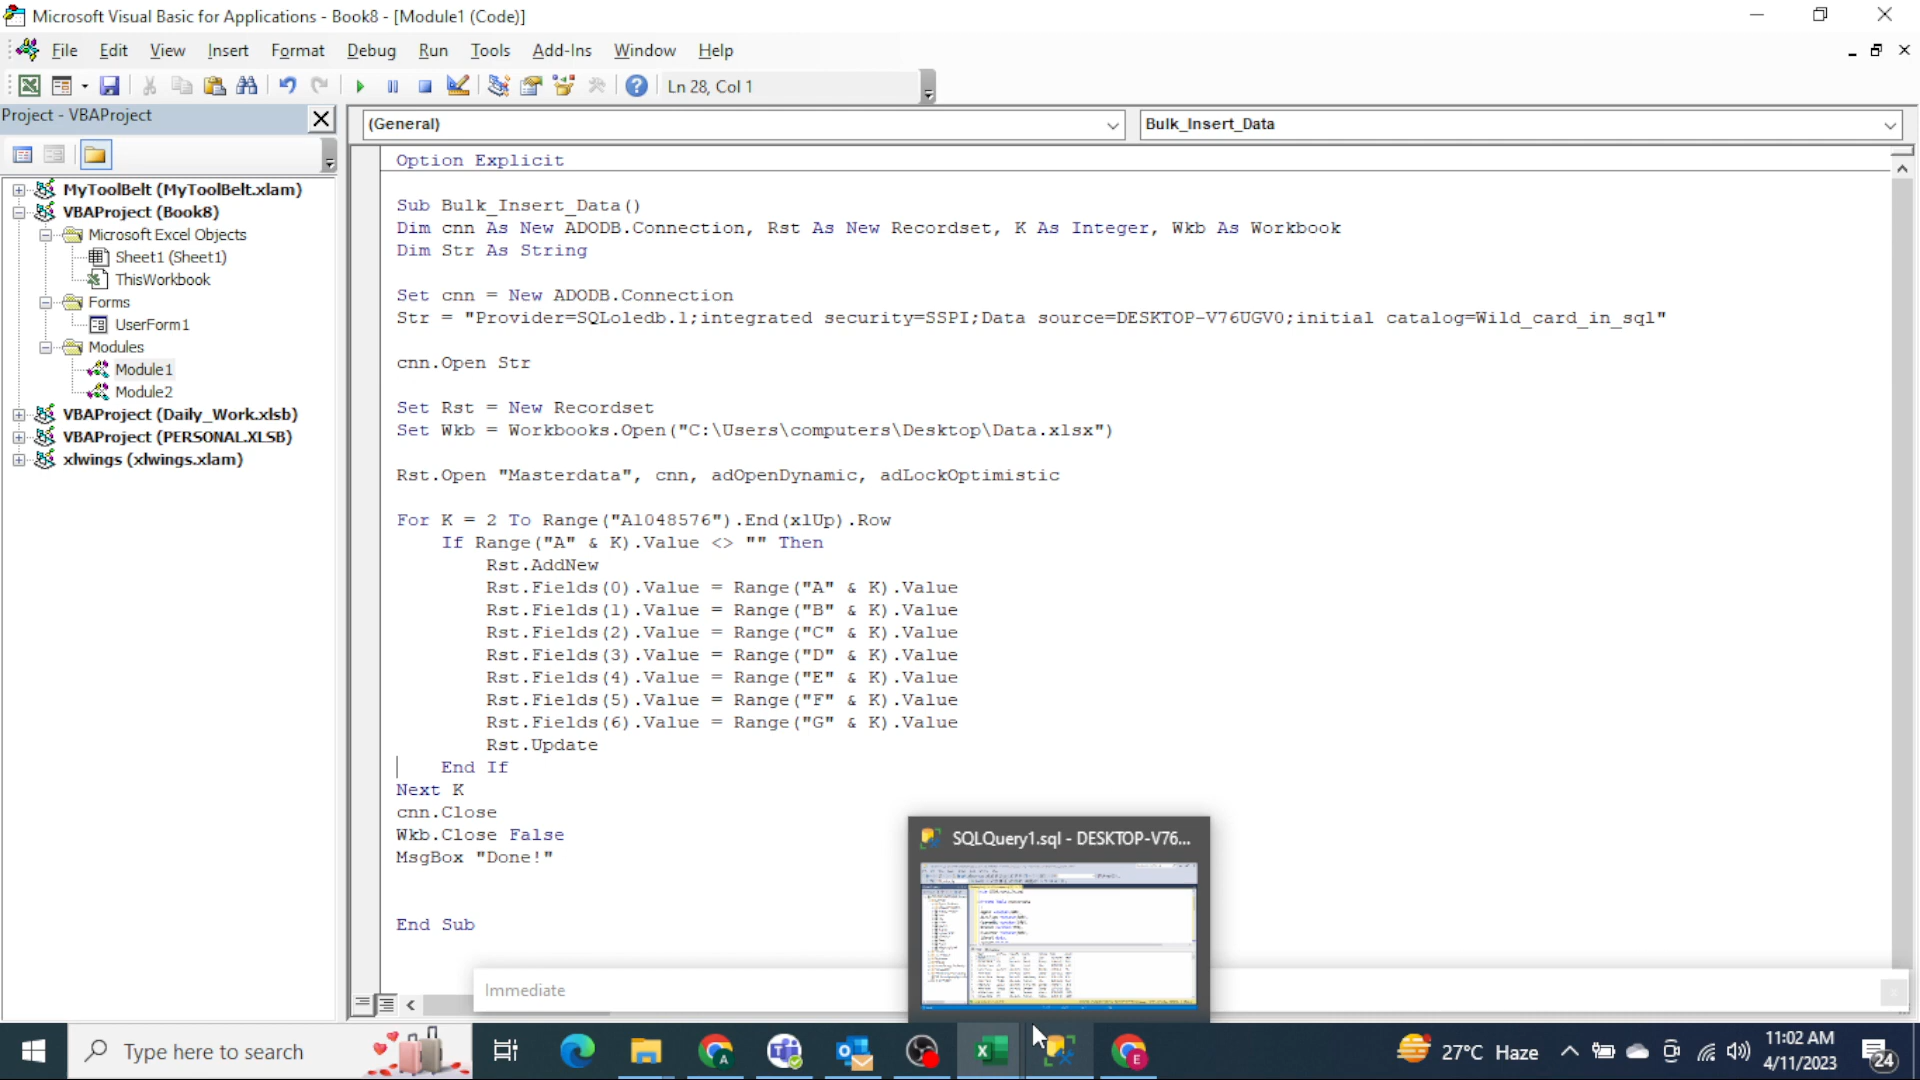 Microsoft Visual Basic for Applications - Book8 - [Module1 (Code)]
File Edit View Insert Format Debug Run Tools Add-Ins Window Help
Ln 28, Col 1
Project - VBAProject
(General)
Bulk_Insert_Data
MyToolBelt (MyToolBelt.xlam)
VBAProject (Book8)
Microsoft Excel Objects
Sheet1 (Sheet1)
ThisWorkbook
Forms
UserForm1
Modules
Module1
Module2
VBAProject (Daily_Work.xlsb)
VBAProject (PERSONAL.XLSB)
xlwings (xlwings.xlam)
Option Explicit
Sub Bulk_Insert_Data()
Dim cnn As New ADODB.Connection, Rst As New Recordset, K As Integer, Wkb As Workbook
Dim Str As String
Set cnn = New ADODB.Connection
Str = "Provider=SQLoledb.1;integrated security=SSPI;Data source=DESKTOP-V76UGV0;initial catalog=Wild_card_in_sql"
cnn.Open Str
Set Rst = New Recordset
Set Wkb = Workbooks.Open("C:\Users\computers\Desktop\Data.xlsx")
Rst.Open "Masterdata", cnn, adOpenDynamic, adLockOptimistic
For K = 2 To Range("A1048576").End(xlUp).Row
If Range("A" & K).Value <> "" Then
Rst.AddNew
Rst.Fields(0).Value = Range("A" & K).Value
Rst.Fields(1).Value = Range("B" & K).Value
Rst.Fields(2).Value = Range("C" & K).Value
Rst.Fields(3).Value = Range("D" & K).Value
Rst.Fields(4).Value = Range("E" & K).Value
Rst.Fields(5).Value = Range("F" & K).Value
Rst.Fields(6).Value = Range("G" & K).Value
Rst.Update
End If
Next K
cnn.Close
Wkb.Close False
MsgBox "Done!"
End Sub
SQLQuery1.sql - DESKTOP-V76...
Immediate
Type here to search
27°C Haze
11:02 AM
4/11/2023
24